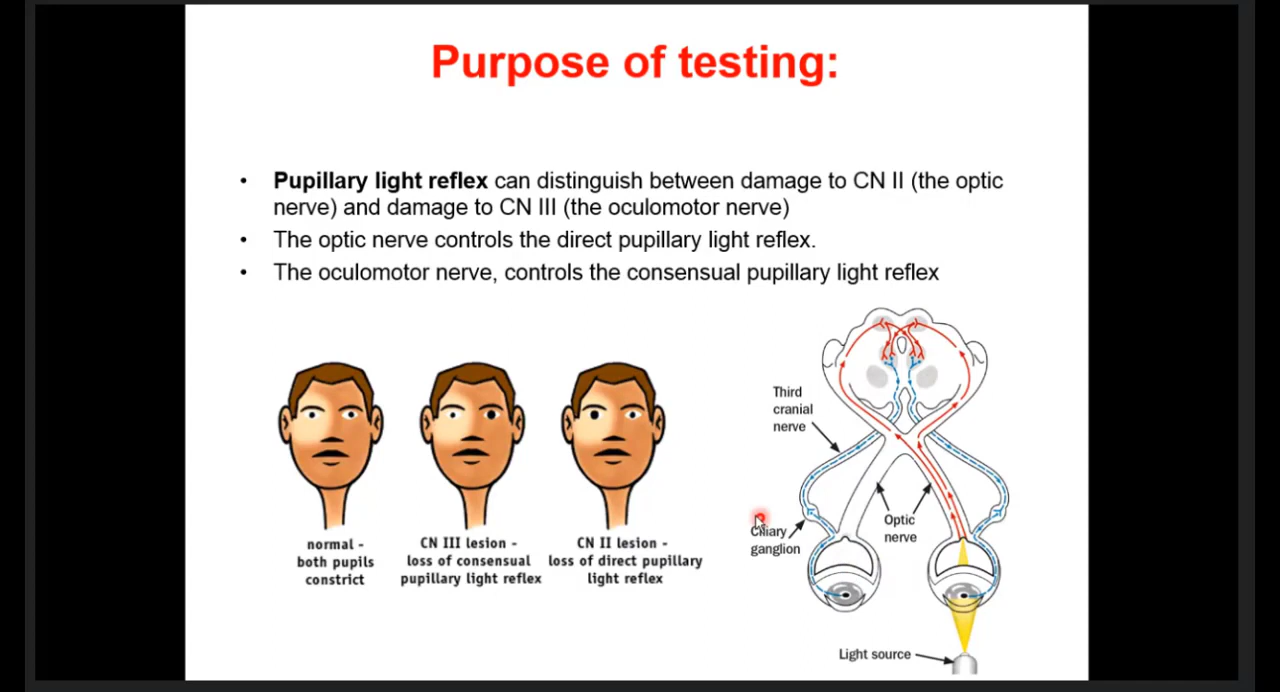 Purpose of testing:
• Pupillary light reflex can distinguish between damage to CN II (the optic
nerve) and damage to CN III (the oculomotor nerve)
• The optic nerve controls the direct pupillary light reflex.
• The oculomotor nerve, controls the consensual pupillary light reflex
normal -
both pupils
constrict
CN III lesion -
loss of consensual
pupillary light reflex
CN II lesion -
loss of direct pupillary
light reflex
Third
cranial
nerve
Optic
nerve
Ciliary
ganglion
Light source